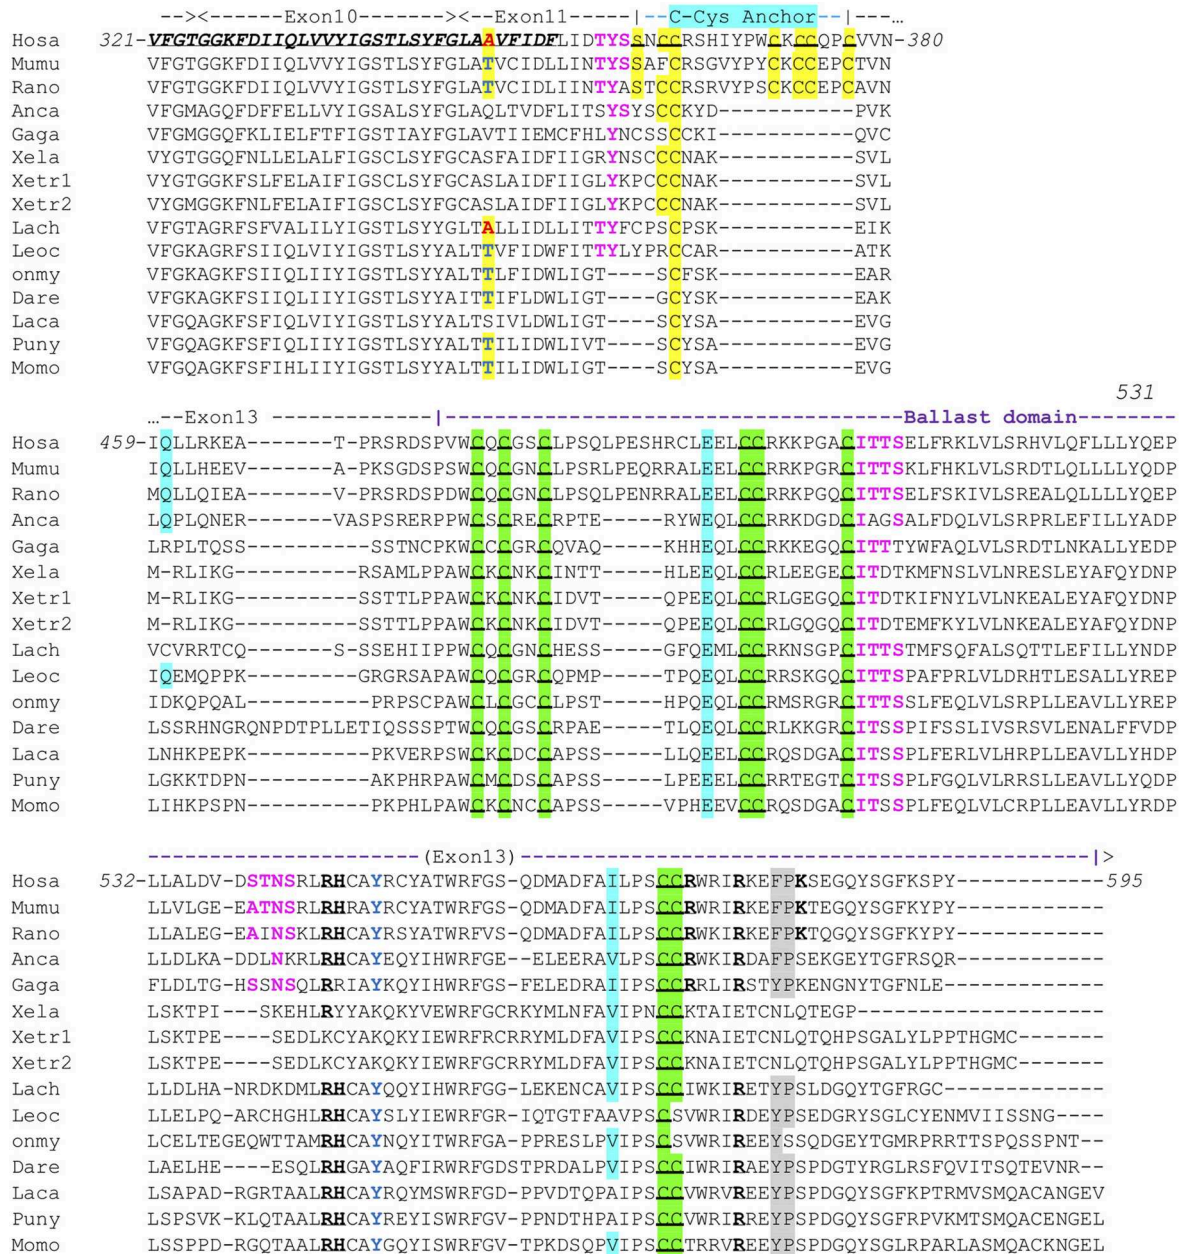 --><------Exon10------><--Exon11----|--C-Cys Anchor--|---…
Hosa 321-VFGTGGKFDIIQLVVYIGSTLSYFGLAAVFIDFLIDTYSSNCCRSHIYPWCKCCQPCVVN-380
Mumu VFGTGGKFDIIQLVVYIGSTLSYFGLATVCIDLLINTYSSAFCRSGVYPYCKCCEPCTVN
Rano VFGTGGKFDIIQLVVYIGSTLSYFGLATVCIDLIINTYASTCCRSRVYPSCKCCEPCAVN
Anca VFGMAGQFDFFELLVYIGSALSYFGLAQLTVDFLITSYSYSCCKYD-----------PVK
Gaga VFGMGGQFKLIELFTFIGSTIAYFGLAVTIIEMCFHLYNCSSCCKI-----------QVC
Xela VYGTGGQFNLLELALFIGSCLSYFGCASFAIDFIIGRYNSCCCNAK-----------SVL
Xetr1 VYGTGGKFSLFELAIFIGSCLSYFGCASLAIDFIIGLYKPCCCNAK-----------SVL
Xetr2 VYGMGGKFNLFELAIFIGSCLSYFGCASLAIDFIIGLYKPCCCNAK-----------SVL
Lach VFGTAGRFSFVALILYIGSTLSYYGLTALLIDLLITTYFCPSCPSK-----------EIK
Leoc VFGKAGKFSIIQLVIYIGSTLSYYALTTVFIDWFITTYLYPRCCAR-----------ATK
onmy VFGKAGKFSIIQLVVYIGSTLSYYALTTLFIDWLIGT----SCFSK-----------EAR
Dare VFGKAGKFSIIQLIIYIGSTLSYYAITTIFLDWLIGT----GCYSK-----------EAK
Laca VFGQAGKFSFIQLVIYIGSTLSYYALTSIVLDWLIGT----SCYSA-----------EVG
Puny VFGQAGKFSFIQLIIYIGSTLSYYALTTILIDWLIVT----SCYSA-----------EVG
Momo VFGQAGKFSFIHLIIYIGSTLSYYALTTILIDWLIGT----SCYSA-----------EVG
531
…--Exon13 ------------|----------------------------------Ballast domain--------
Hosa 459-IQLLRKEA--------T-PRSRDSPVWCQCGSCLPSQLPESHRCLEELCCRKKPGACITTSELFRKLVLSRHVLQFLLLYQEP
Mumu IQLLHEEV--------A-PKSGDSPSWCQCGNCLPSRLPEQRRALEELCCRRKPGRCITTSKLFHKLVLSRDTLQLLLLYQDP
Rano MQLLQIEA--------V-PRSRDSPDWCQCGNCLPSQLPENRRALEELCCRRKPGQCITTSELFSKIVLSREALQLLLLYQEP
Anca LQPLQNER--------VASPSRERPPWCSCRECRPTE-----RYWEQLCCRRKDGDCIAGSALFDQLVLSRPRLEFILLYADP
Gaga LRPLTQSS--------SSTNCPKWCCCGRCQVAQ-----KHHEQLCCRKKEGQCITTTYWFAQLVLSRDTLNKALLYEDP
Xela M-RLIKG---------RSAMLPPAWCKCNKCINTT-----HLEEQLCCRLEEGECITDTKMFNSLVLNRESLEYAFQYDNP
Xetr1 M-RLIKG---------SSTTLPPAWCKCNKCIDVT-----QPEEQLCCRLGEGQCITDTKIFNYLVLNKEALEYAFQYDNP
Xetr2 M-RLIKG---------SSTTLPPAWCKCNKCIDVT-----QPEEQLCCRLGQGQCITDTEMFKYLVLNKEALEYAFQYDNP
Lach VCVRRTCQ--------S-SSEHIIPPWCQCGNCHESS-----GFQEMLCCRKNSGPCITTSTMFSQFALSQTTLEFILLYNDP
Leoc IQEMQPPK--------GRGRSAPAWCQCGRCQPMP-----TPQEQLCCRRSKGQCITTSPAFPRLVLDRHTLESALLYREP
onmy IDKQPQAL--------PRPSCPAWCLCGCCLPST-----HPQEQLCCRMSRGRCITTSSLFEQLVLSRPLLEAVLLYREP
Dare LSSRHNGRQNPDTPLLETIQSSSPTWCQCGSCRPAE-----TLQEQLCCRLKKGRCITSSPIFSSLIVSRSVLENALFFVDP
Laca LNHKPEPK---------PKVERPSWCKCDCCAPSS-----LLQEELCCRQSDGACITSSPLFERLVLHRPLLEAVLLYHDP
Puny LGKKTDPN---------AKPHRPAWCMCDSCAPSS-----LPEEELCCRRTEGTCITSSPLFGQLVLRRSLLEAVLLYQDP
Momo LIHKPSPN---------PKPHLPAWCKCNCCAPSS-----VPHEEVCCRQSDGACITSSPLFEQLVLCRPLLEAVLLYRDP
--------------------(Exon13)------------------------------------------|>
Hosa 532-LLALDV-DSTNSRLRHCAYRCYATWRFGS-QDMADFAILPSCCRWRIRKEFPKSEGQYSGFKSPY-----------595
Mumu LLVLGE-EATNSRLRHRAYRCYATWRFGS-QDMADFAILPSCCRWRIRKEFPKTEGQYSGFKYPY-----------
Rano LLALEG-EAINSKLRHCAYRSYATWRFVS-QDMADFAILPSCCRWKIRKEFPKTQGQYSGFKYPY-----------
Anca LLDLKA-DDLNKRLRHCAYEQYIHWRFGE-ELEERAVLPSCCRWKIRDAFPSEKGEYTGFRSQR-----------
Gaga FLDLTG-HSSNSQLRRIAYKQYIHWRFGS-FELEDRAIIPSCCRRLIRSTYPKENGNYTGFNLE------------
Xela LSKTPI---SKEHLRYYAKQKYVEWRFGCRKYMLNFAVIPNCCKTAIETCNLQTEGP-----------------
Xetr1 LSKTPE----SEDLKCYAKQKYIEWRFRCRRYMLDFAVIPSCCKNAIETCNLQTQHPSGALYLPPTHGMC------
Xetr2 LSKTPE----SEDLKCYAKQKYIEWRFGCRRYMLDFAVIPSCCKNAIETCNLQTQHPSGALYLPPTHGMC------
Lach LLDLHA-NRDKDMLRHCAYQQYIHWRFGG-LEKENCAVIPSCCIWKIRETYPSLDGQYTGFRGC------------
Leoc LLELPQ-ARCHGHLRHCAYSLYIEWRFGR-IQTGTFAAVPSCSVWRIRDEYPSEDGRYSGLCYENMVIISSNG----
onmy LCELTEGEQWTTAMRHCAYNQYITWRFGA-PPRESLPVIPSCSVWRIREEYSSQDGEYTGMRPRRTTSPQSSPNT--
Dare LAELHE----ESQLRHGAYAQFIRWRFGDSTPRDALPVIPSCCIWRIRAEYPSPDGTYRGLRSFQVITSQTEVNR--
Laca LSAPAD-RGRTAALRHCAYRQYMSWRFGD-PPVDTQPAIPSCCVWRVREEYPSPDGQYSGFKPTRMVSMQACANGEV
Puny LSPSVK-KLQTAALRHCAYREYISWRFGV-PPNDTHPAIPSCCVWRIRREYPSPDGQYSGFRPVKMTSMQACENGEL
Momo LSSPPD-RGQTAALRHCAYGQYISWRFGV-TPKDSQPVIPSCCTRRVREEYPSPDGQYSGLRPARLASMQACKNGEL